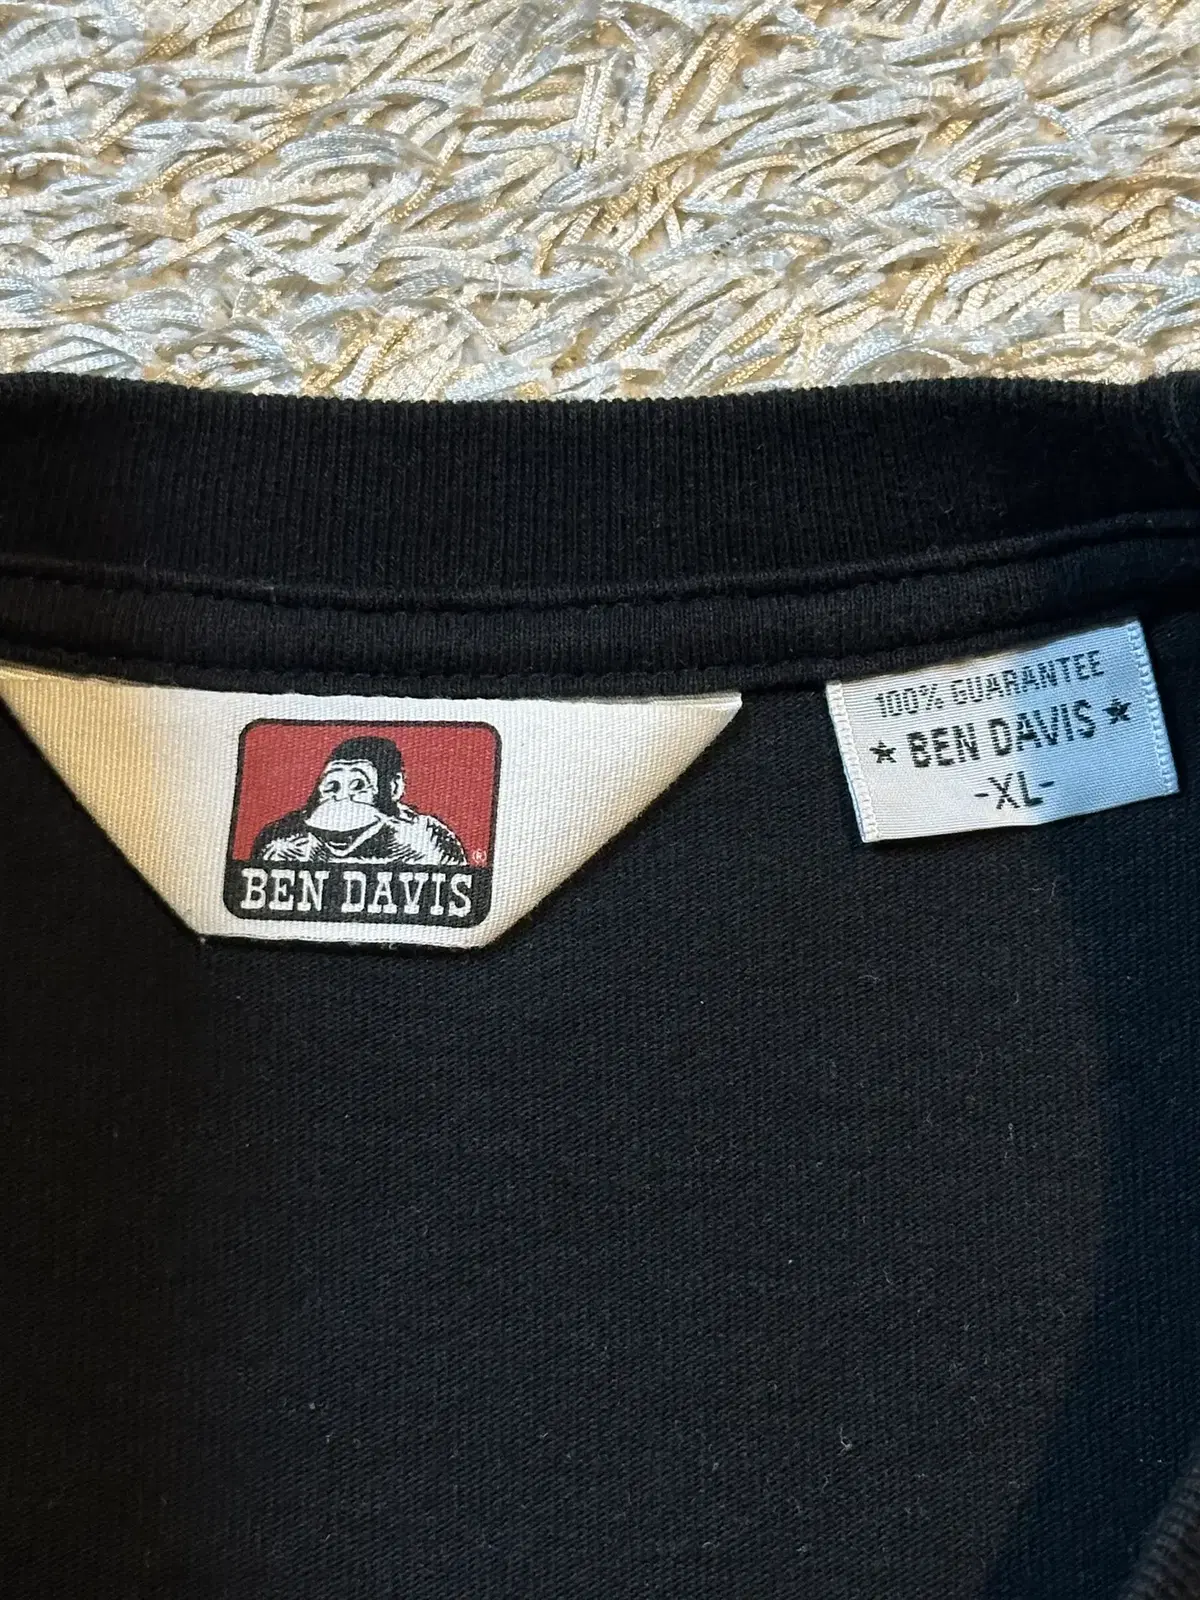 BEN DAVIS
®
100% GUARANTEE
★ BEN DAVIS ★
-XL-